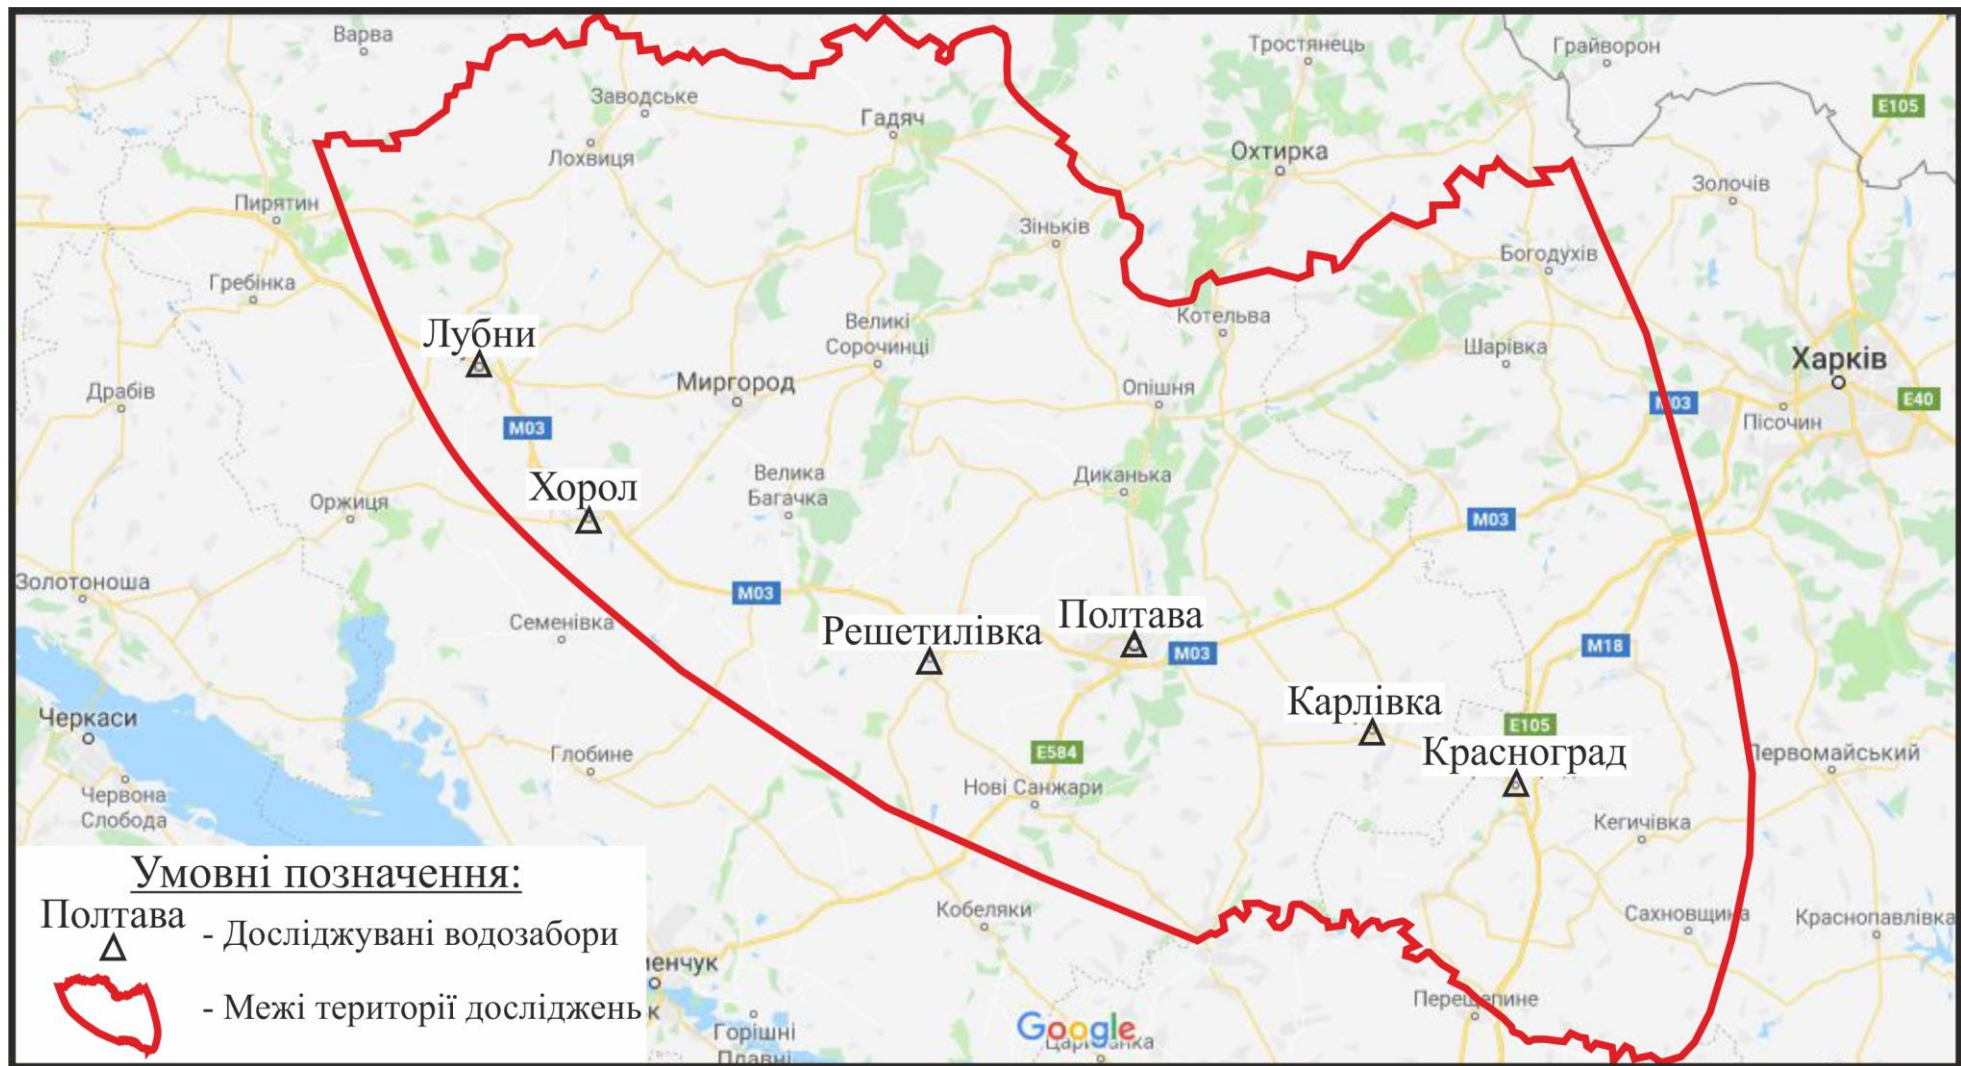 Варва
Тростянець
Грайворон
Заводське
E105
Гадяч
Лохвиця
Охтирка
Золочів
Пирятин
Зіньків
Богодухів
Гребінка
Котельва
Великі
Сорочинці
Лубни
Шарівка
Харків
Миргород
Драбів
Опішня
M03
E40
Пісочин
M03
Велика
Багачка
Диканька
Хорол
Оржиця
M03
Золотоноша
M03
Семенівка
Решетилівка
Полтава
M03
M18
Черкаси
Карлівка
E105
Глобине
E584
Красноград
Первомайський
Нові Санжари
Червона
Слобода
Кегичівка
Умовні позначення:
Полтава
- Досліджувані водозабори
- Межі території досліджень
Кобеляки
Сахновщина
Краснопавлівка
Перещепине
Горішні
Плавні
Google